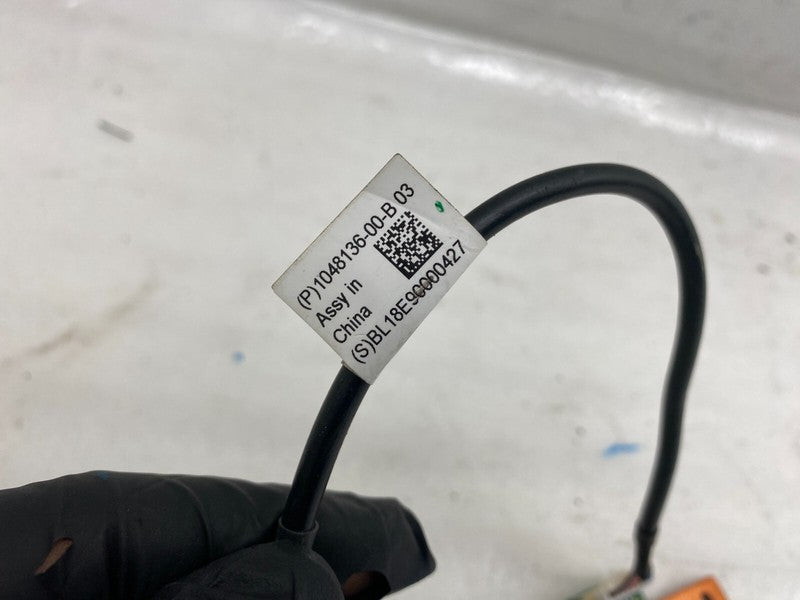 (P)1048136-00-B 03
Assy in
China
(S)BL18E90000427